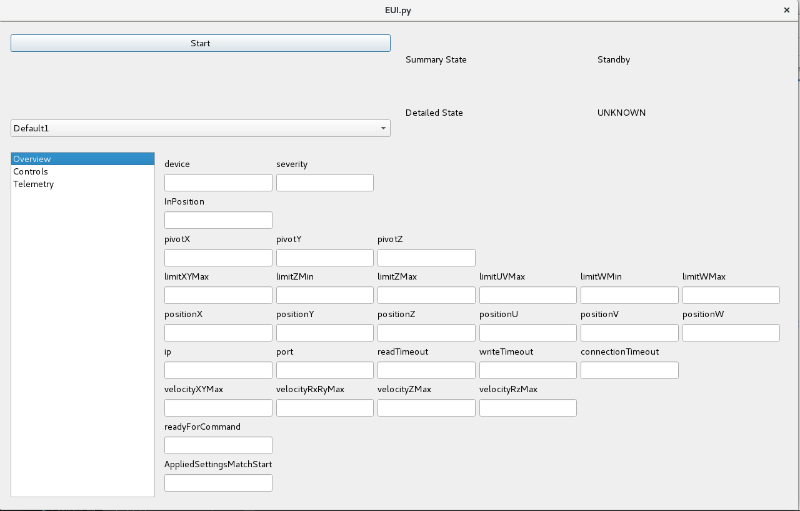 EUI.py
Start
Summary State Standby
Detailed State UNKNOWN
Default1
Overview
Controls
Telemetry
device severity
InPosition
pivotX pivotY pivotZ
limitXYMax limitZMin limitZMax limitUVMax limitWMin limitWMax
positionX positionY positionZ positionU positionV positionW
ip port readTimeout writeTimeout connectionTimeout
velocityXYMax velocityRxRyMax velocityZMax velocityRzMax
readyForCommand
AppliedSettingsMatchStart